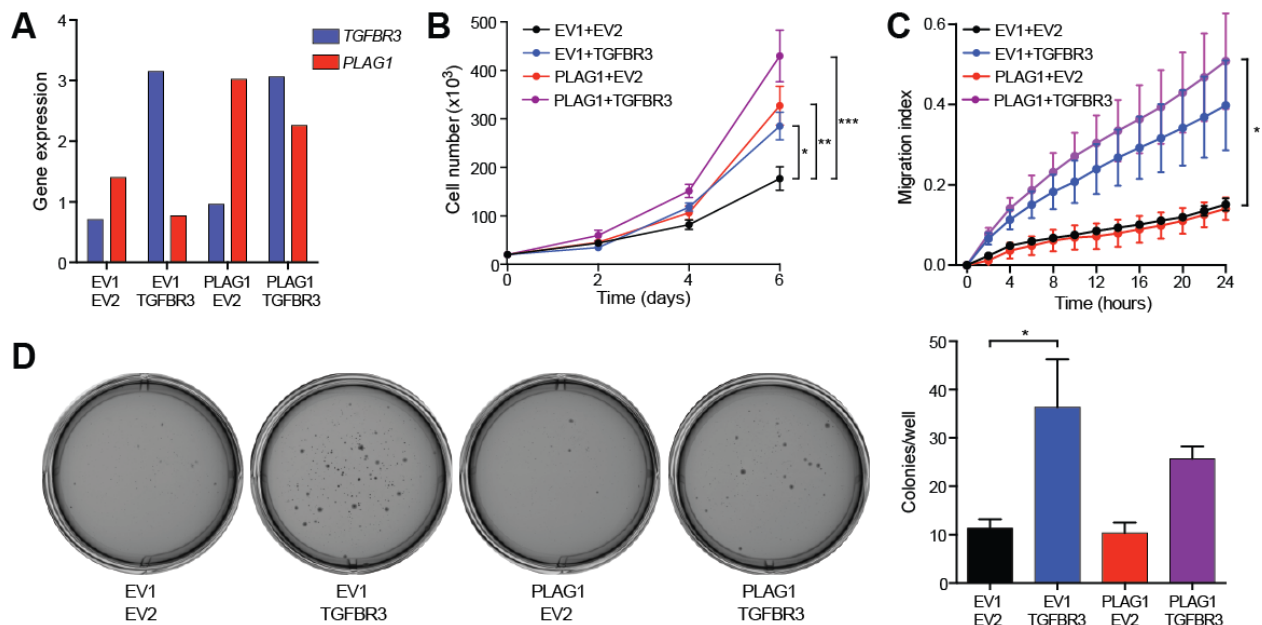 A
Gene expression
4
3
2
1
0
TGFBR3
PLAG1
EV1
EV2
EV1
TGFBR3
PLAG1
EV2
PLAG1
TGFBR3
B
Cell number (x10³)
500
400
300
200
100
0
EV1+EV2
EV1+TGFBR3
PLAG1+EV2
PLAG1+TGFBR3
*
**
***
0 2 4 6
Time (days)
C
Migration index
0.6
0.4
0.2
0.0
EV1+EV2
EV1+TGFBR3
PLAG1+EV2
PLAG1+TGFBR3
*
0 4 8 12 16 20 24
Time (hours)
D
EV1
EV2
EV1
TGFBR3
PLAG1
EV2
PLAG1
TGFBR3
Colonies/well
50
40
30
20
10
0
*
EV1
EV2
EV1
TGFBR3
PLAG1
EV2
PLAG1
TGFBR3